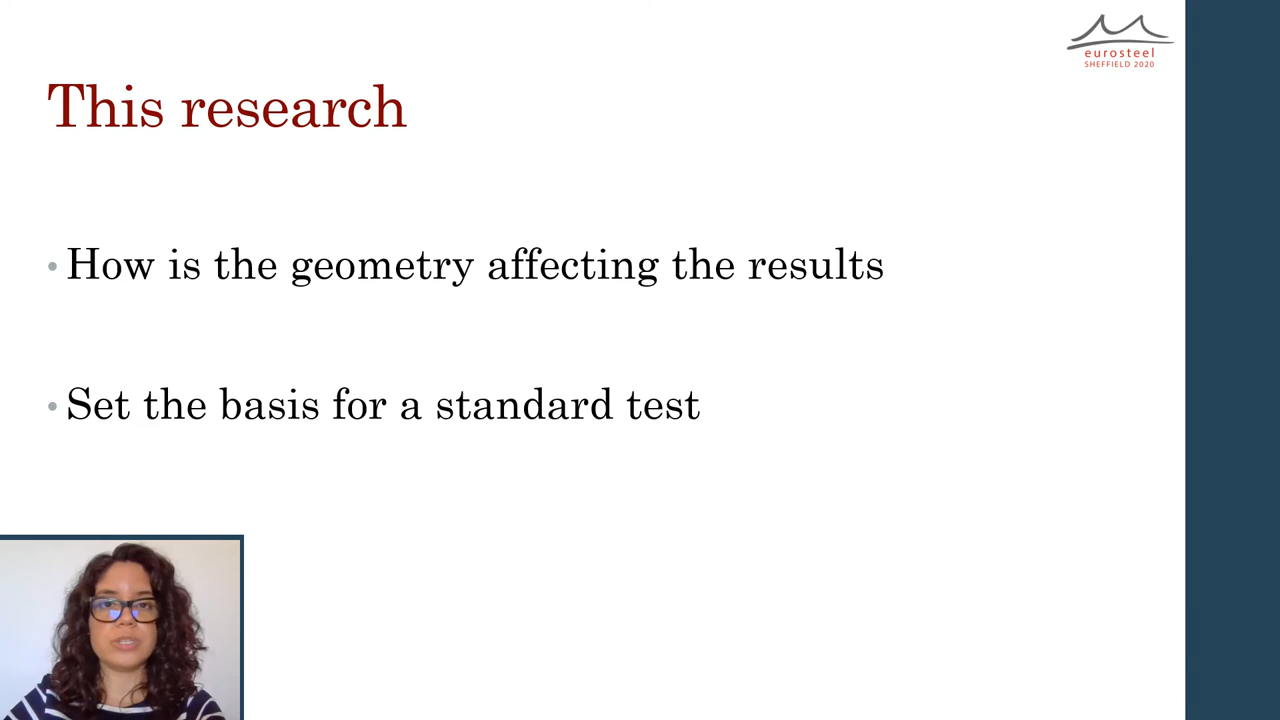 eurosteel
SHEFFIELD 2020
This research
• How is the geometry affecting the results
• Set the basis for a standard test